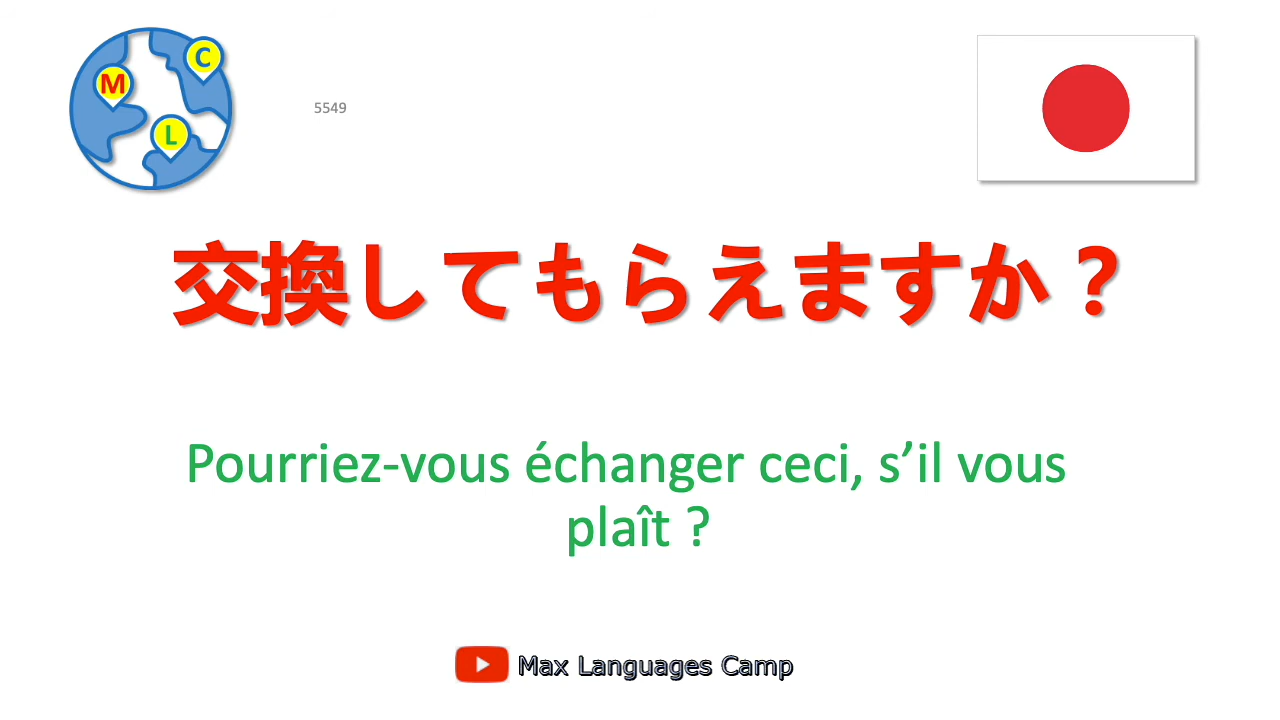 M
C
L
5549
交換してもらえますか？
Pourriez-vous échanger ceci, s’il vous
plaît ?
Max Languages Camp